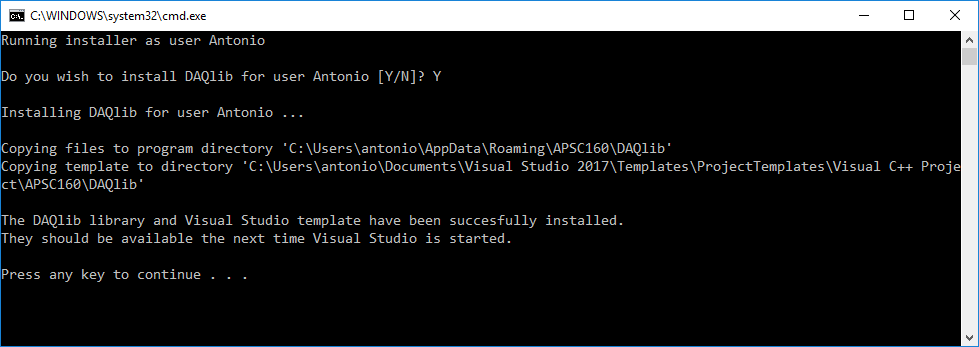 C:\WINDOWS\system32\cmd.exe
Running installer as user Antonio
Do you wish to install DAQlib for user Antonio [Y/N]? Y
Installing DAQlib for user Antonio ...
Copying files to program directory 'C:\Users\antonio\AppData\Roaming\APSC160\DAQlib'
Copying template to directory 'C:\Users\antonio\Documents\Visual Studio 2017\Templates\ProjectTemplates\Visual C++ Proje
ct\APSC160\DAQlib'
The DAQlib library and Visual Studio template have been succesfully installed.
They should be available the next time Visual Studio is started.
Press any key to continue . . .